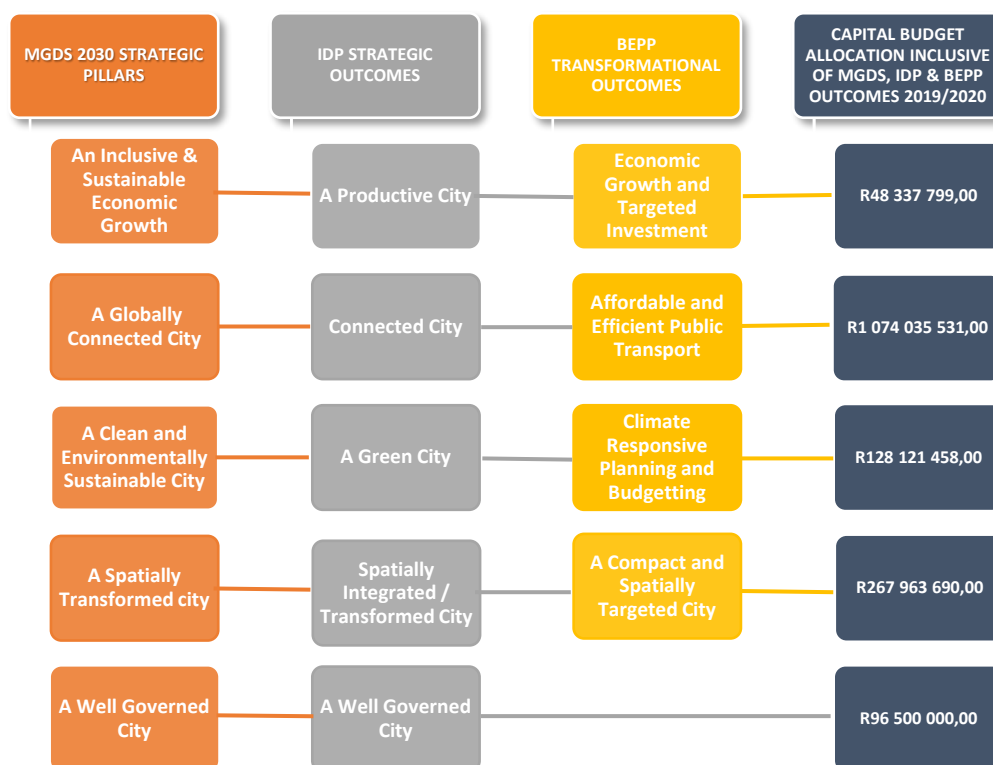 MGDS 2030 STRATEGIC
PILLARS
IDP STRATEGIC
OUTCOMES
BEPP
TRANSFORMATIONAL
OUTCOMES
CAPITAL BUDGET
ALLOCATION INCLUSIVE
OF MGDS, IDP & BEPP
OUTCOMES 2019/2020
An Inclusive &
Sustainable
Economic
Growth
A Productive City
Economic
Growth and
Targeted
Investment
R48 337 799,00
A Globally
Connected City
Connected City
Affordable and
Efficient Public
Transport
R1 074 035 531,00
A Clean and
Environmentally
Sustainable City
A Green City
Climate
Responsive
Planning and
Budgetting
R128 121 458,00
A Spatially
Transformed city
Spatially
Integrated /
Transformed City
A Compact and
Spatially
Targeted City
R267 963 690,00
A Well Governed
City
A Well Governed
City
R96 500 000,00